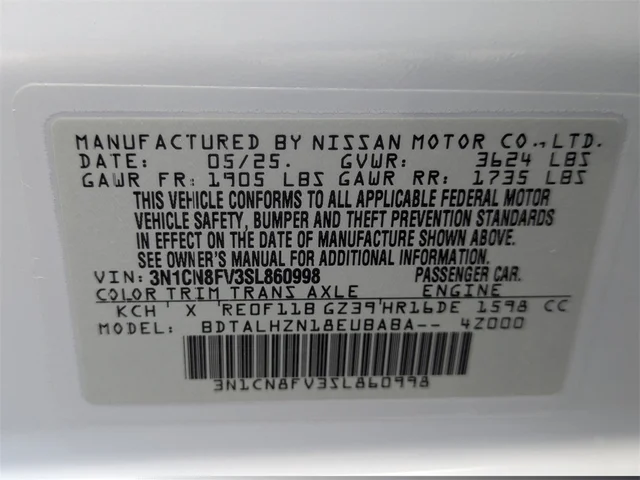 MANUFACTURED BY NISSAN MOTOR CO.,LTD.
DATE: 05/25. GVWR: 3624 LBS
GAWR FR: 1905 LBS GAWR RR: 1735 LBS
THIS VEHICLE CONFORMS TO ALL APPLICABLE FEDERAL MOTOR
VEHICLE SAFETY, BUMPER AND THEFT PREVENTION STANDARDS
IN EFFECT ON THE DATE OF MANUFACTURE SHOWN ABOVE.
SEE OWNER'S MANUAL FOR ADDITIONAL INFORMATION.
VIN: 3N1CN8FV3SL860998 PASSENGER CAR.
COLOR TRIM TRANS AXLE ENGINE
KCH X RE0F11B GZ39 HR16DE 1598 CC
MODEL: BDTALHZN18EUBABA-- 4Z000
3N1CN8FV3SL860998